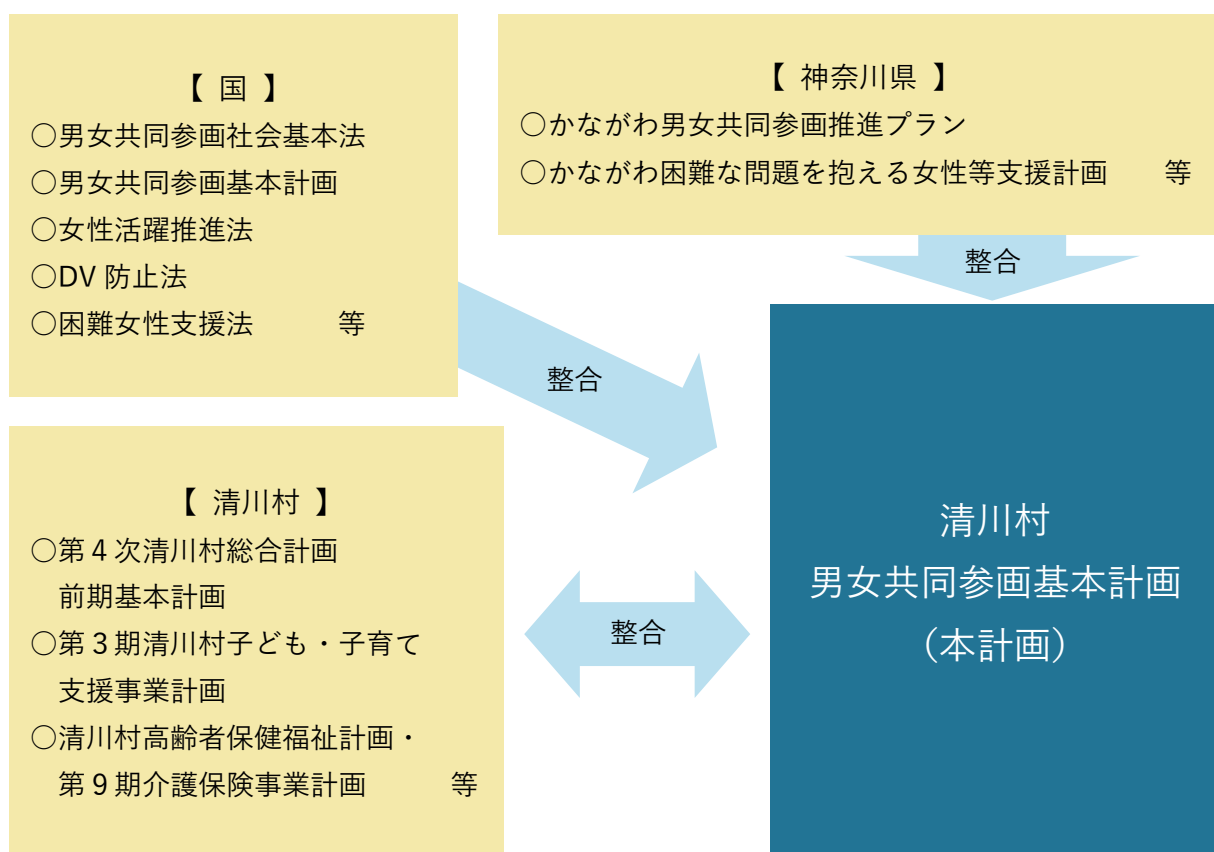 【 国 】
○男女共同参画社会基本法
○男女共同参画基本計画
○女性活躍推進法
○DV 防止法
○困難女性支援法　　　等
【 神奈川県 】
○かながわ男女共同参画推進プラン
○かながわ困難な問題を抱える女性等支援計画　　等
整合
整合
【 清川村 】
○第４次清川村総合計画
前期基本計画
○第３期清川村子ども・子育て
支援事業計画
○清川村高齢者保健福祉計画・
第９期介護保険事業計画　　　等
整合
清川村
男女共同参画基本計画
（本計画）